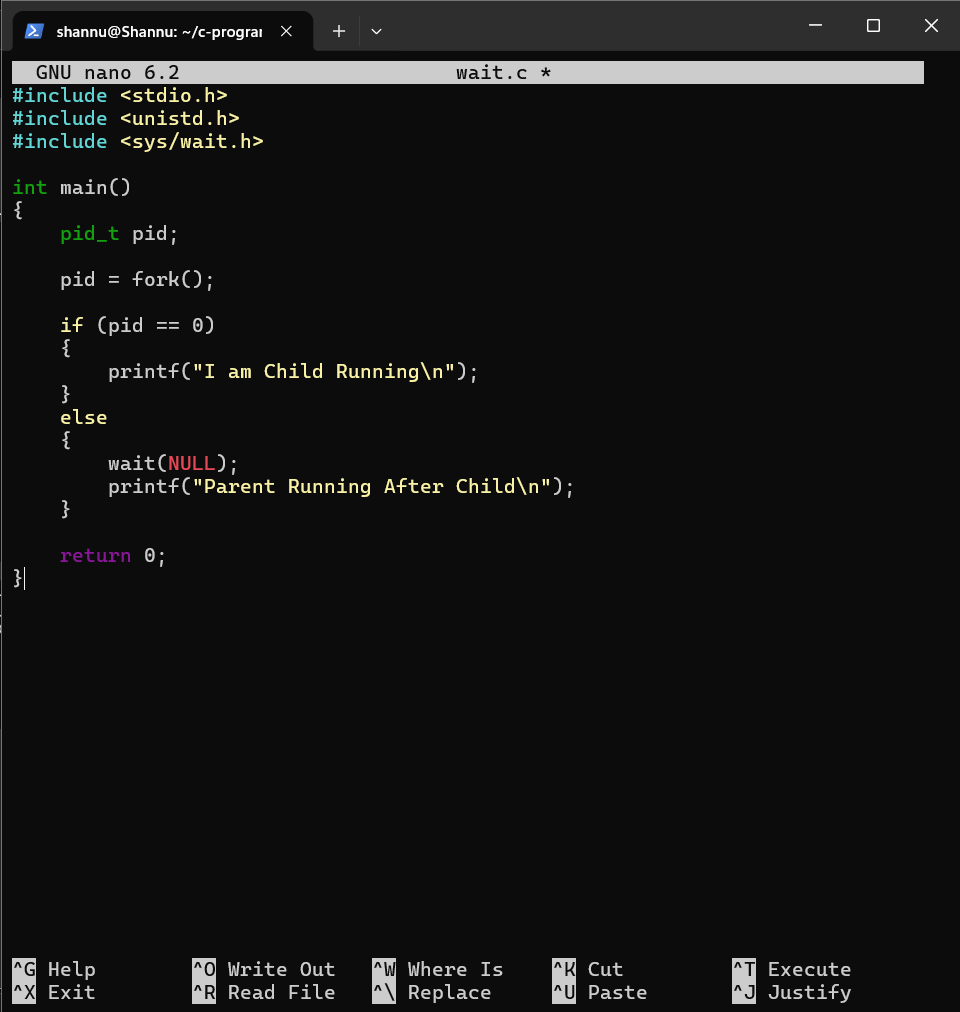 shannu@Shannu: ~/c-progra
GNU nano 6.2 wait.c *
#include <stdio.h>
#include <unistd.h>
#include <sys/wait.h>
int main()
{
    pid_t pid;
    pid = fork();
    if (pid == 0)
    {
        printf("I am Child Running\n");
    }
    else
    {
        wait(NULL);
        printf("Parent Running After Child\n");
    }
    return 0;
}
^G Help ^O Write Out ^W Where Is ^K Cut ^T Execute
^X Exit ^R Read File ^\ Replace ^U Paste ^J Justify